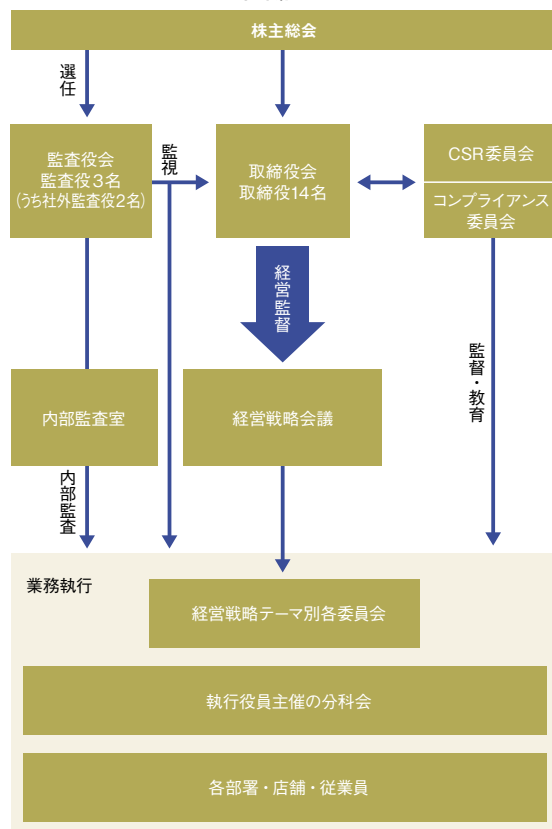 株主総会
選任
監査役会
監査役3名
(うち社外監査役2名)
監視
取締役会
取締役14名
CSR委員会
コンプライアンス
委員会
経営監督
監督・教育
内部監査室
経営戦略会議
内部監査
業務執行
経営戦略テーマ別各委員会
執行役員主催の分科会
各部署・店舗・従業員